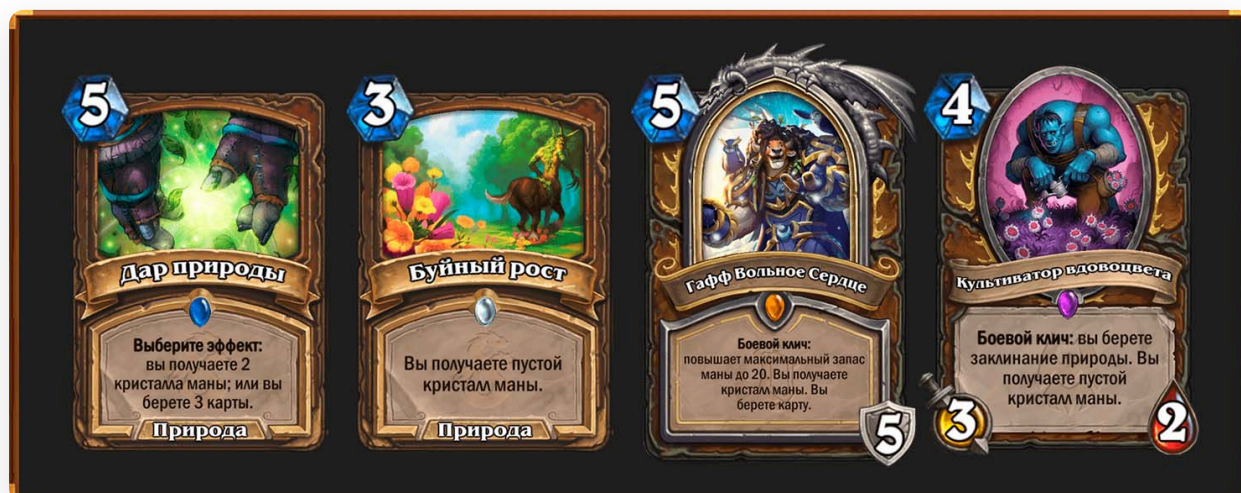 5
Дар природы
Выберите эффект:
вы получаете 2
кристалла маны; или вы
берете 3 карты.
Природа
3
Буйный рост
Вы получаете пустой
кристалл маны.
Природа
5
Гафф Вольное Сердце
Боевой клич:
повышает максимальный запас
маны до 20. Вы получаете
кристалл маны. Вы
берете карту.
5
4
Культиватор вдовоцвета
Боевой клич: вы берете
заклинание природы. Вы
получаете пустой
кристалл маны.
3
2